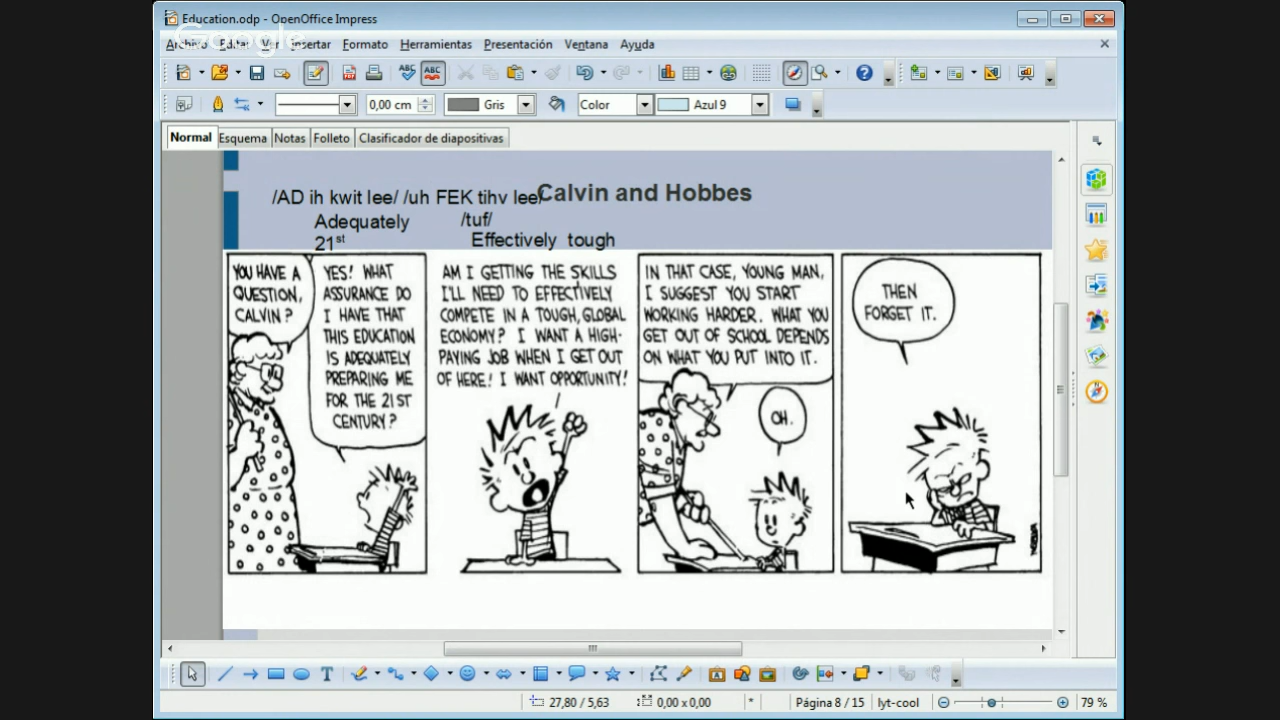 Education.odp - OpenOffice Impress
Google
Archivo Editar Ver Insertar Formato Herramientas Presentación Ventana Ayuda
0,00 cm Gris Color Azul 9
Normal Esquema Notas Folleto Clasificador de diapositivas
/AD ih kwit lee/ /uh FEK tihv lee/ Calvin and Hobbes
Adequately /tuf/
21st Effectively tough
YOU HAVE A
QUESTION,
CALVIN?
YES! WHAT
ASSURANCE DO
I HAVE THAT
THIS EDUCATION
IS ADEQUATELY
PREPARING ME
FOR THE 21ST
CENTURY?
AM I GETTING THE SKILLS
I'LL NEED TO EFFECTIVELY
COMPETE IN A TOUGH, GLOBAL
ECONOMY? I WANT A HIGH-
PAYING JOB WHEN I GET OUT
OF HERE! I WANT OPPORTUNITY!
IN THAT CASE, YOUNG MAN,
I SUGGEST YOU START
WORKING HARDER. WHAT YOU
GET OUT OF SCHOOL DEPENDS
ON WHAT YOU PUT INTO IT.
OH.
THEN
FORGET IT.
27,80 / 5,63 0,00 x 0,00 * Página 8 / 15 lyt-cool 79 %